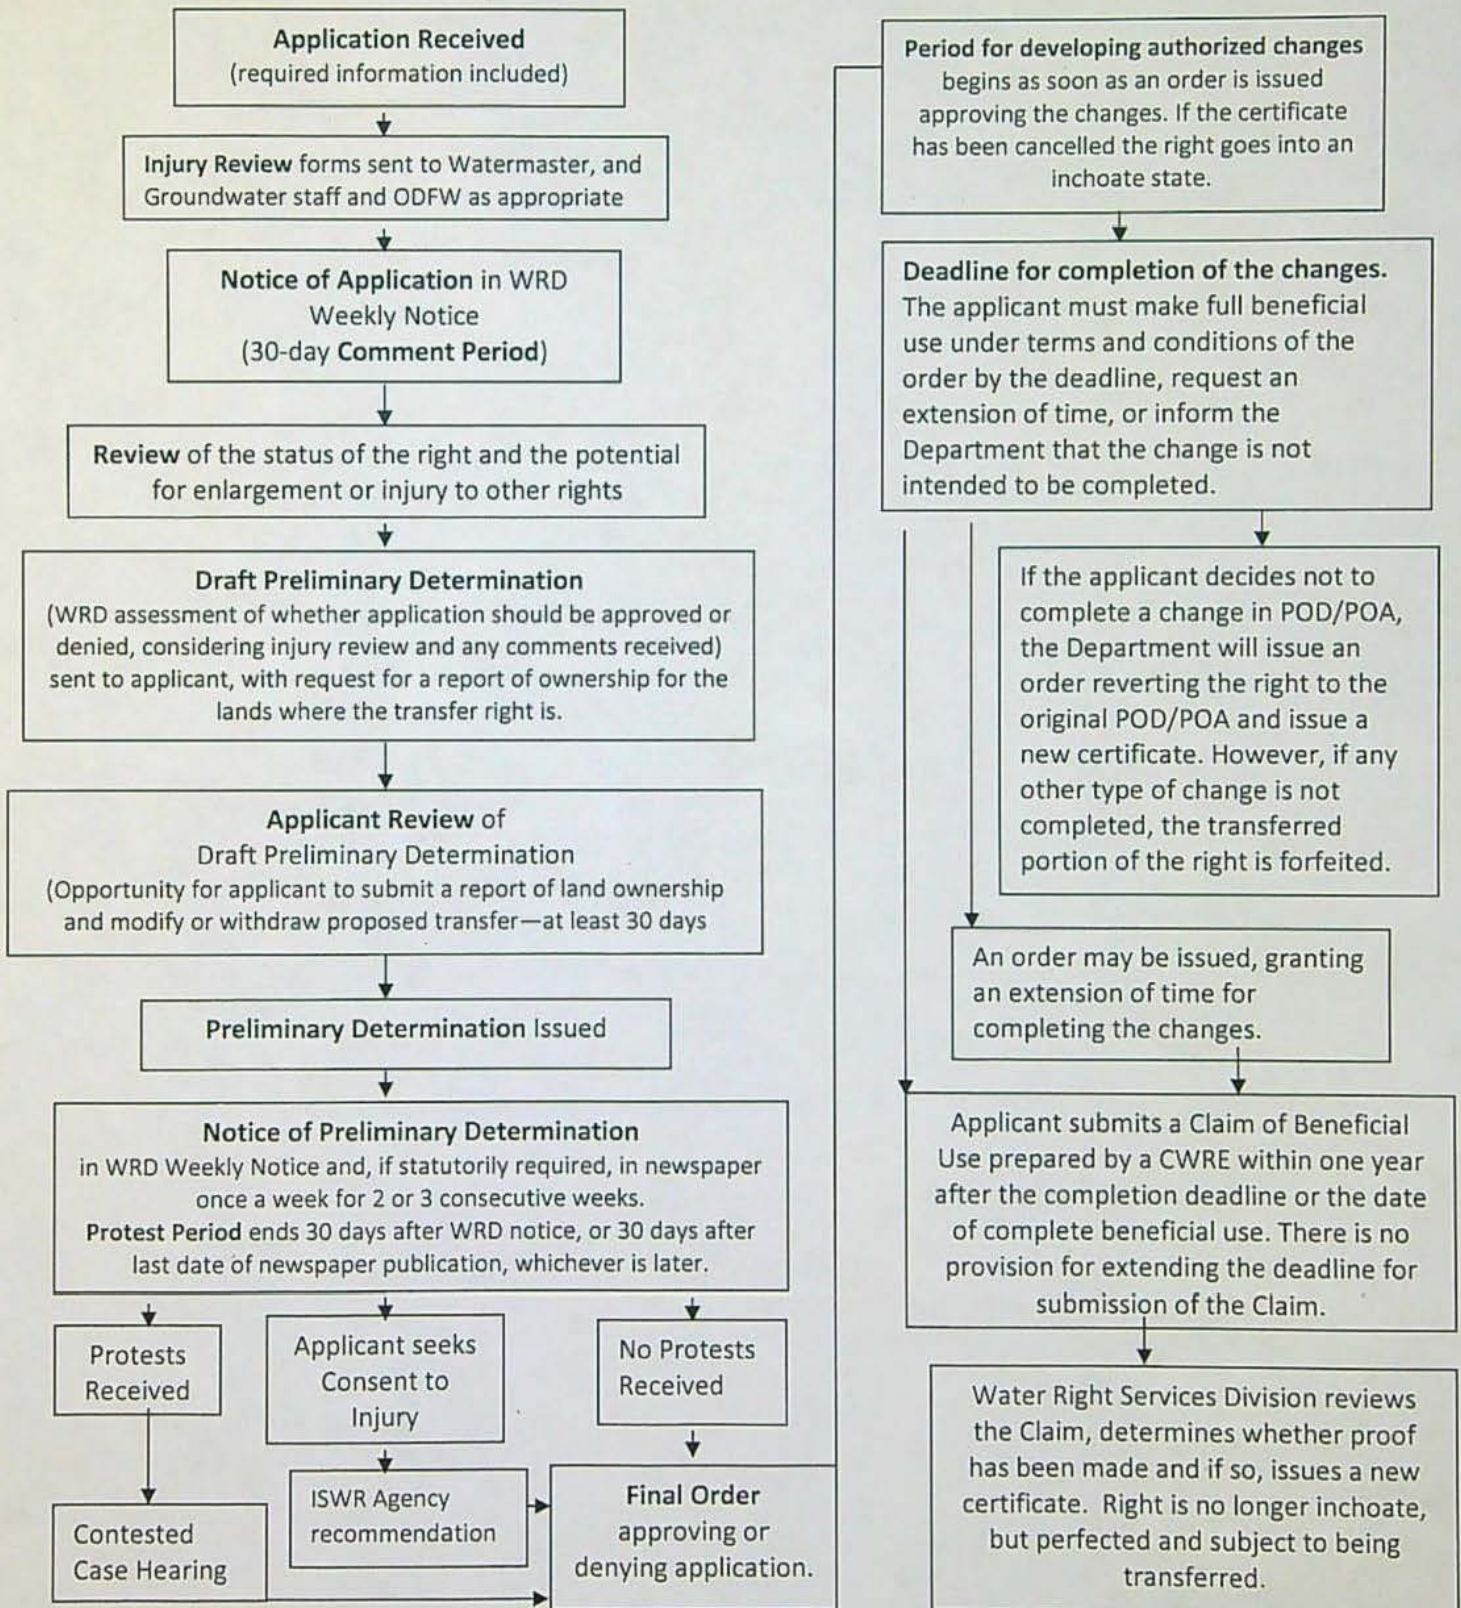 Application Received
(required information included)
Injury Review forms sent to Watermaster, and
Groundwater staff and ODFW as appropriate
Notice of Application in WRD
Weekly Notice
(30-day Comment Period)
Review of the status of the right and the potential
for enlargement or injury to other rights
Draft Preliminary Determination
(WRD assessment of whether application should be approved or
denied, considering injury review and any comments received)
sent to applicant, with request for a report of ownership for the
lands where the transfer right is.
Applicant Review of
Draft Preliminary Determination
(Opportunity for applicant to submit a report of land ownership
and modify or withdraw proposed transfer—at least 30 days
Preliminary Determination Issued
Notice of Preliminary Determination
in WRD Weekly Notice and, if statutorily required, in newspaper
once a week for 2 or 3 consecutive weeks.
Protest Period ends 30 days after WRD notice, or 30 days after
last date of newspaper publication, whichever is later.
Protests
Received
Applicant seeks
Consent to
Injury
No Protests
Received
Contested
Case Hearing
ISWR Agency
recommendation
Final Order
approving or
denying application.
Period for developing authorized changes
begins as soon as an order is issued
approving the changes. If the certificate
has been cancelled the right goes into an
inchoate state.
Deadline for completion of the changes.
The applicant must make full beneficial
use under terms and conditions of the
order by the deadline, request an
extension of time, or inform the
Department that the change is not
intended to be completed.
If the applicant decides not to
complete a change in POD/POA,
the Department will issue an
order reverting the right to the
original POD/POA and issue a
new certificate. However, if any
other type of change is not
completed, the transferred
portion of the right is forfeited.
An order may be issued, granting
an extension of time for
completing the changes.
Applicant submits a Claim of Beneficial
Use prepared by a CWRE within one year
after the completion deadline or the date
of complete beneficial use. There is no
provision for extending the deadline for
submission of the Claim.
Water Right Services Division reviews
the Claim, determines whether proof
has been made and if so, issues a new
certificate. Right is no longer inchoate,
but perfected and subject to being
transferred.